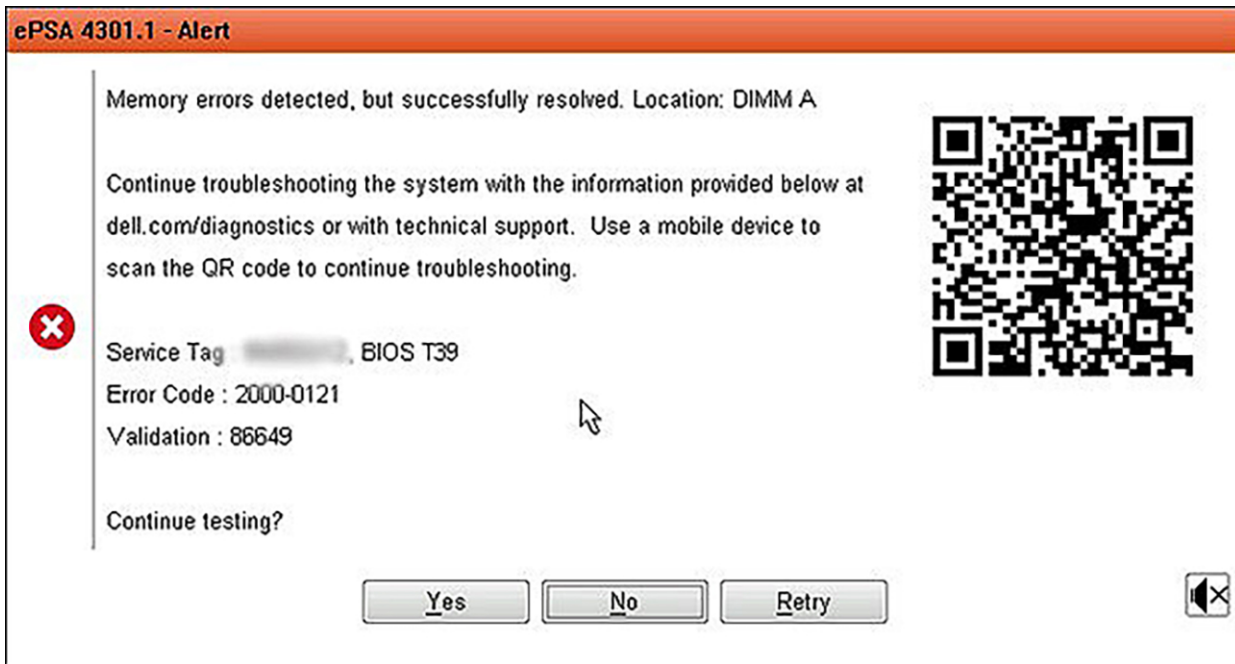 ePSA 4301.1 - Alert
Memory errors detected, but successfully resolved. Location: DIMM A
Continue troubleshooting the system with the information provided below at
dell.com/diagnostics or with technical support. Use a mobile device to
scan the QR code to continue troubleshooting.
Service Tag : , BIOS T39
Error Code : 2000-0121
Validation : 86649
Continue testing?
Yes No Retry